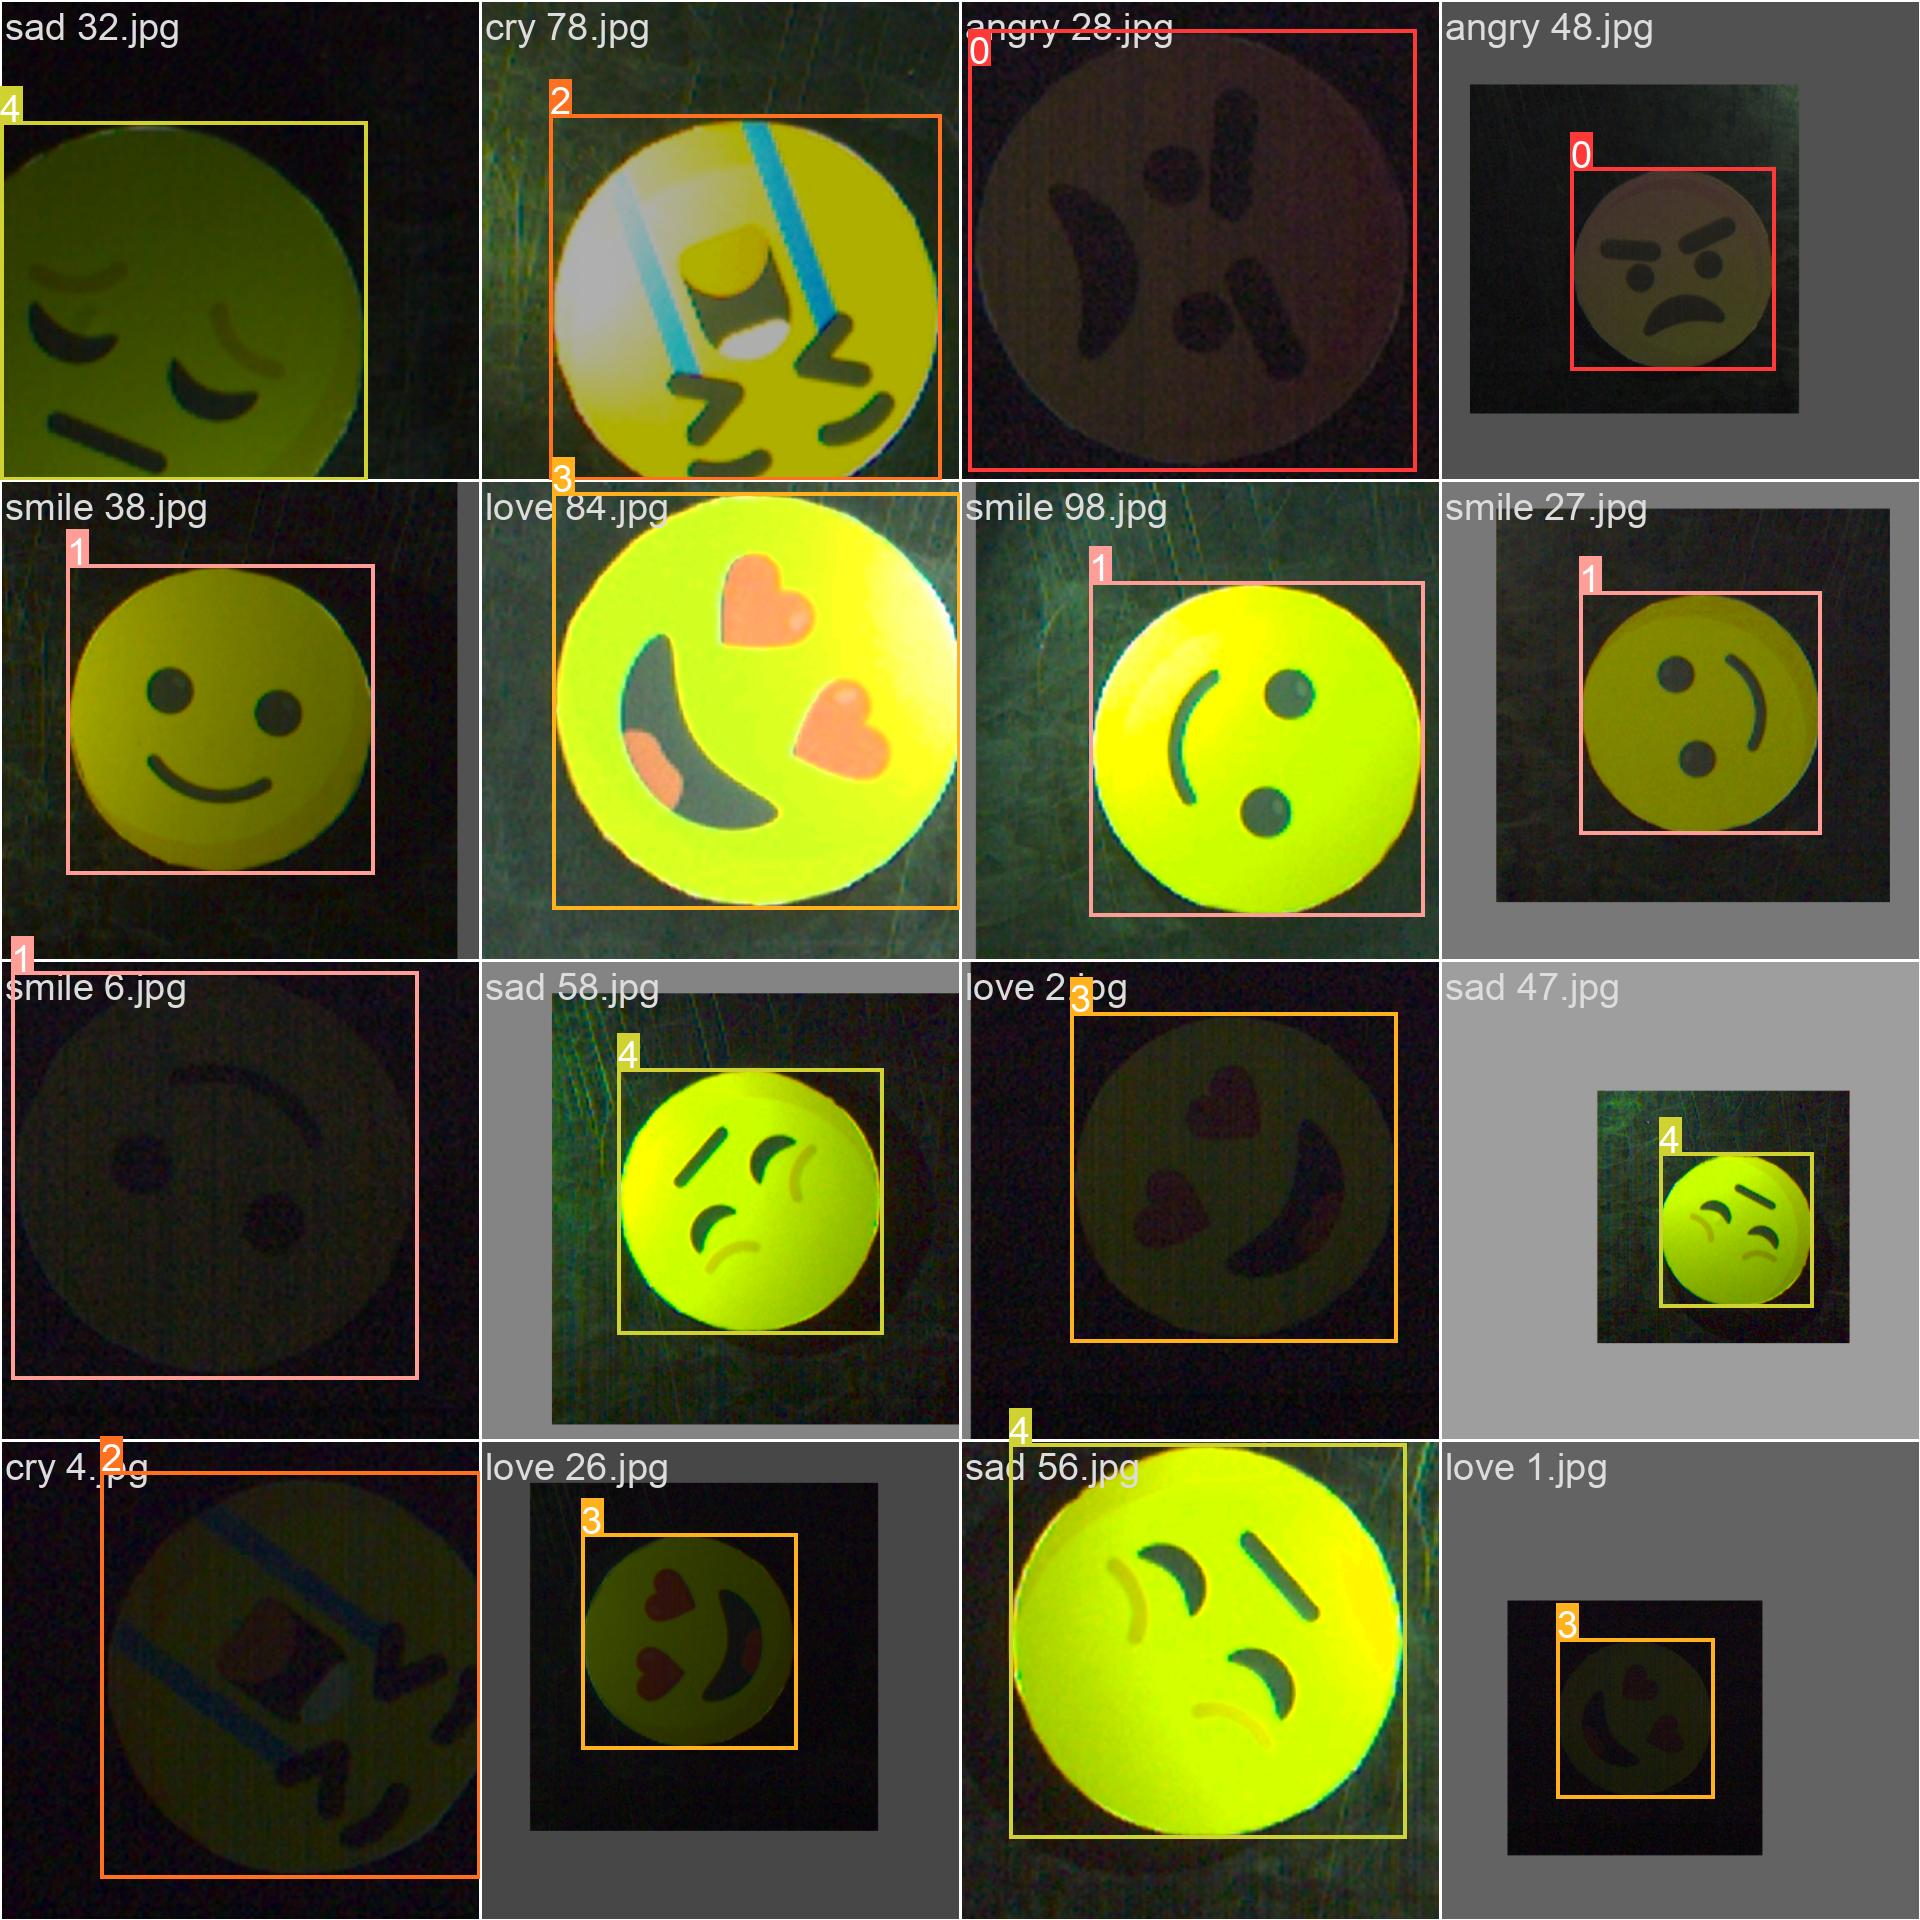 sad 32.jpg
4
cry 78.jpg
2
angry 28.jpg
0
angry 48.jpg
0
smile 38.jpg
1
love 84.jpg
3
smile 98.jpg
1
smile 27.jpg
1
smile 6.jpg
1
sad 58.jpg
4
love 2.jpg
3
sad 47.jpg
4
cry 4.jpg
2
love 26.jpg
3
sad 56.jpg
4
love 1.jpg
3